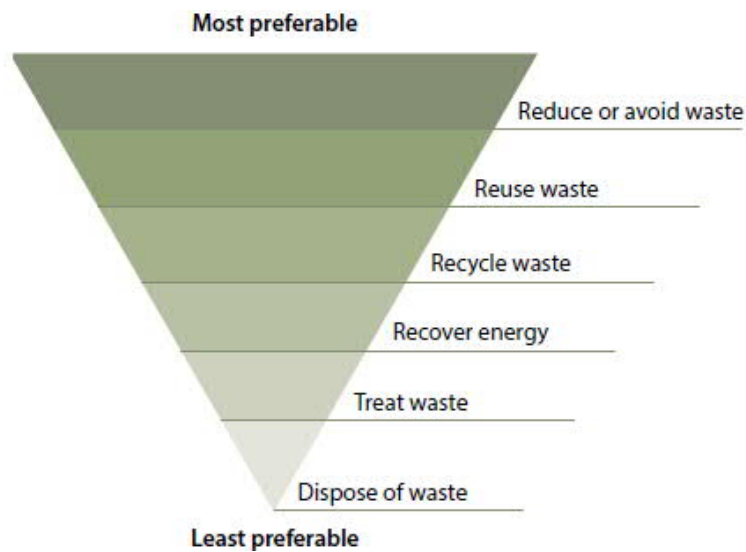 Most preferable
Reduce or avoid waste
Reuse waste
Recycle waste
Recover energy
Treat waste
Dispose of waste
Least preferable